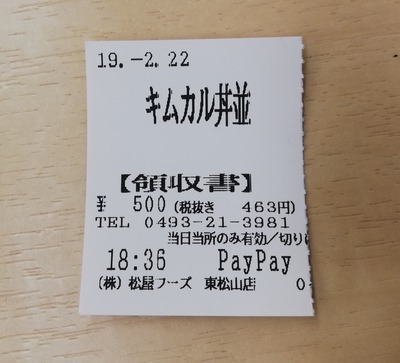 19.-2.22
キムカル丼並
【領収書】
¥ 500(税抜き 463円)
TEL 0493-21-3981
当日当所のみ有効/切り
18:36 PayPay
(株)松屋フーズ 東松山店 0